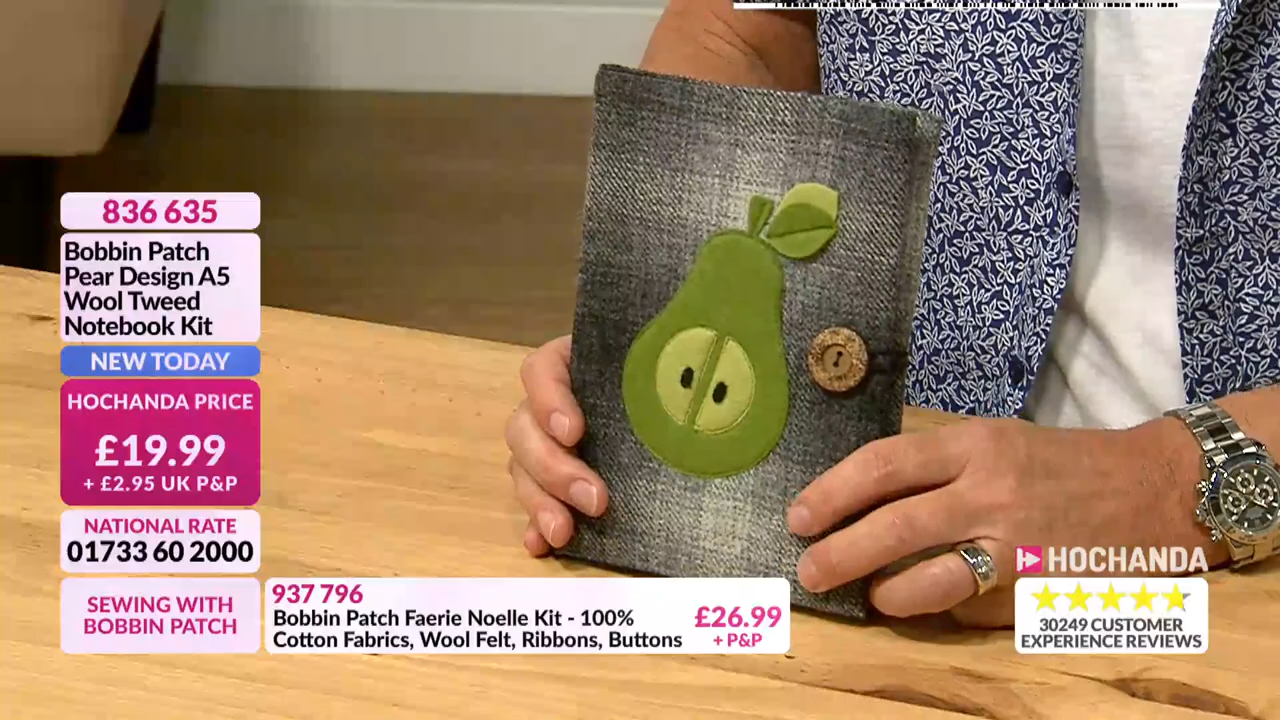 836 635
Bobbin Patch
Pear Design A5
Wool Tweed
Notebook Kit
NEW TODAY
HOCHANDA PRICE
£19.99
+ £2.95 UK P&P
NATIONAL RATE
01733 60 2000
SEWING WITH
BOBBIN PATCH
937 796
Bobbin Patch Faerie Noelle Kit - 100%
Cotton Fabrics, Wool Felt, Ribbons, Buttons
£26.99
+ P&P
HOCHANDA
30249 CUSTOMER
EXPERIENCE REVIEWS